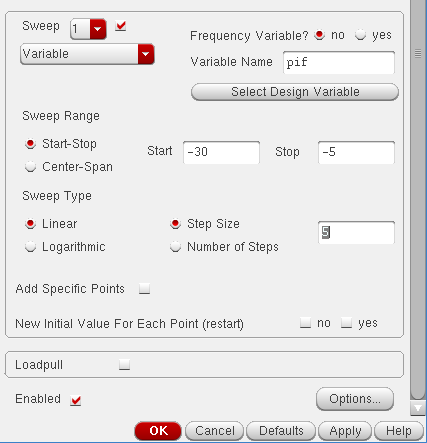 Sweep 1 Frequency Variable? no yes
Variable Variable Name pif
Select Design Variable
Sweep Range
Start-Stop Start -30 Stop -5
Center-Span
Sweep Type
Linear Step Size 5
Logarithmic Number of Steps
Add Specific Points
New Initial Value For Each Point (restart) no yes
Loadpull
Enabled Options...
OK Cancel Defaults Apply Help